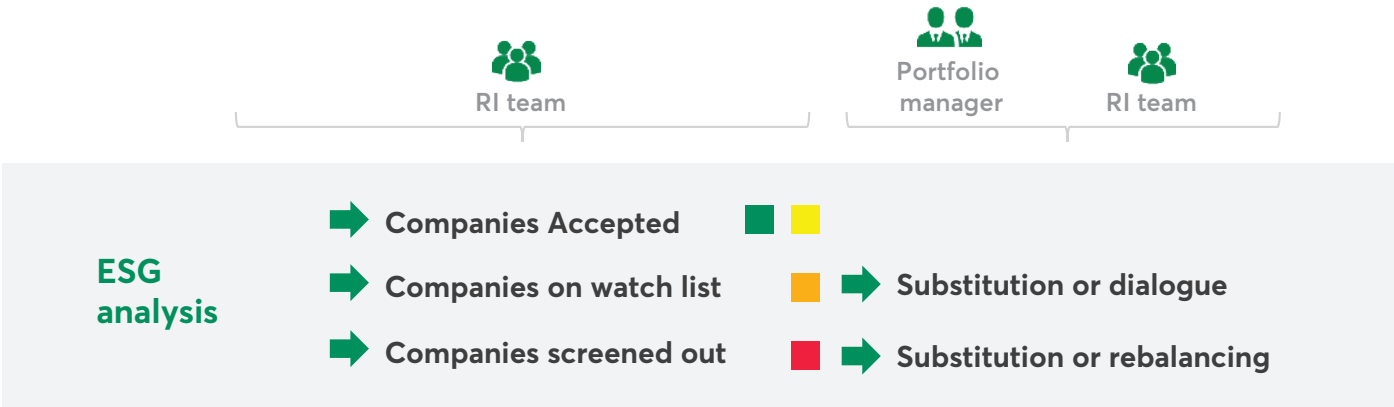 RI team
Portfolio
manager
RI team
ESG
analysis
Companies Accepted
Companies on watch list
Substitution or dialogue
Companies screened out
Substitution or rebalancing